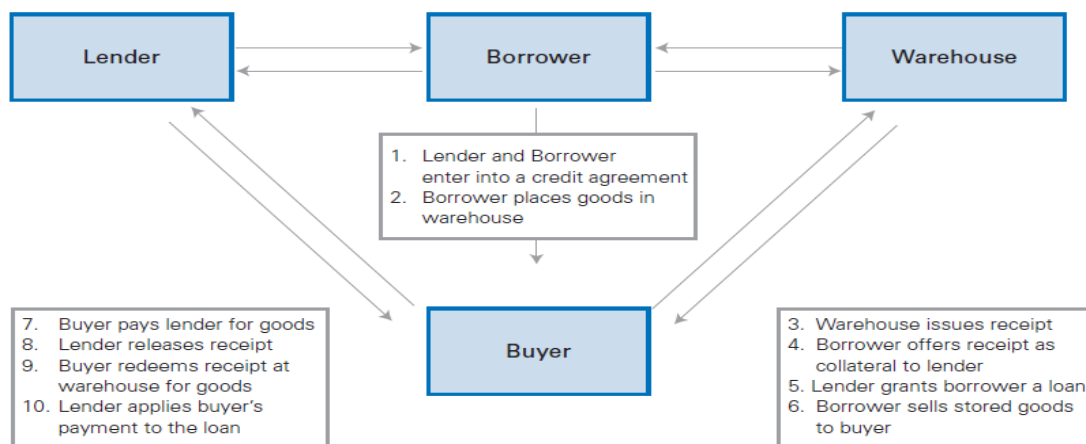 Lender
Borrower
Warehouse
1. Lender and Borrower
enter into a credit agreement
2. Borrower places goods in
warehouse
7. Buyer pays lender for goods
8. Lender releases receipt
9. Buyer redeems receipt at
warehouse for goods
10. Lender applies buyer's
payment to the loan
Buyer
3. Warehouse issues receipt
4. Borrower offers receipt as
collateral to lender
5. Lender grants borrower a loan
6. Borrower sells stored goods
to buyer